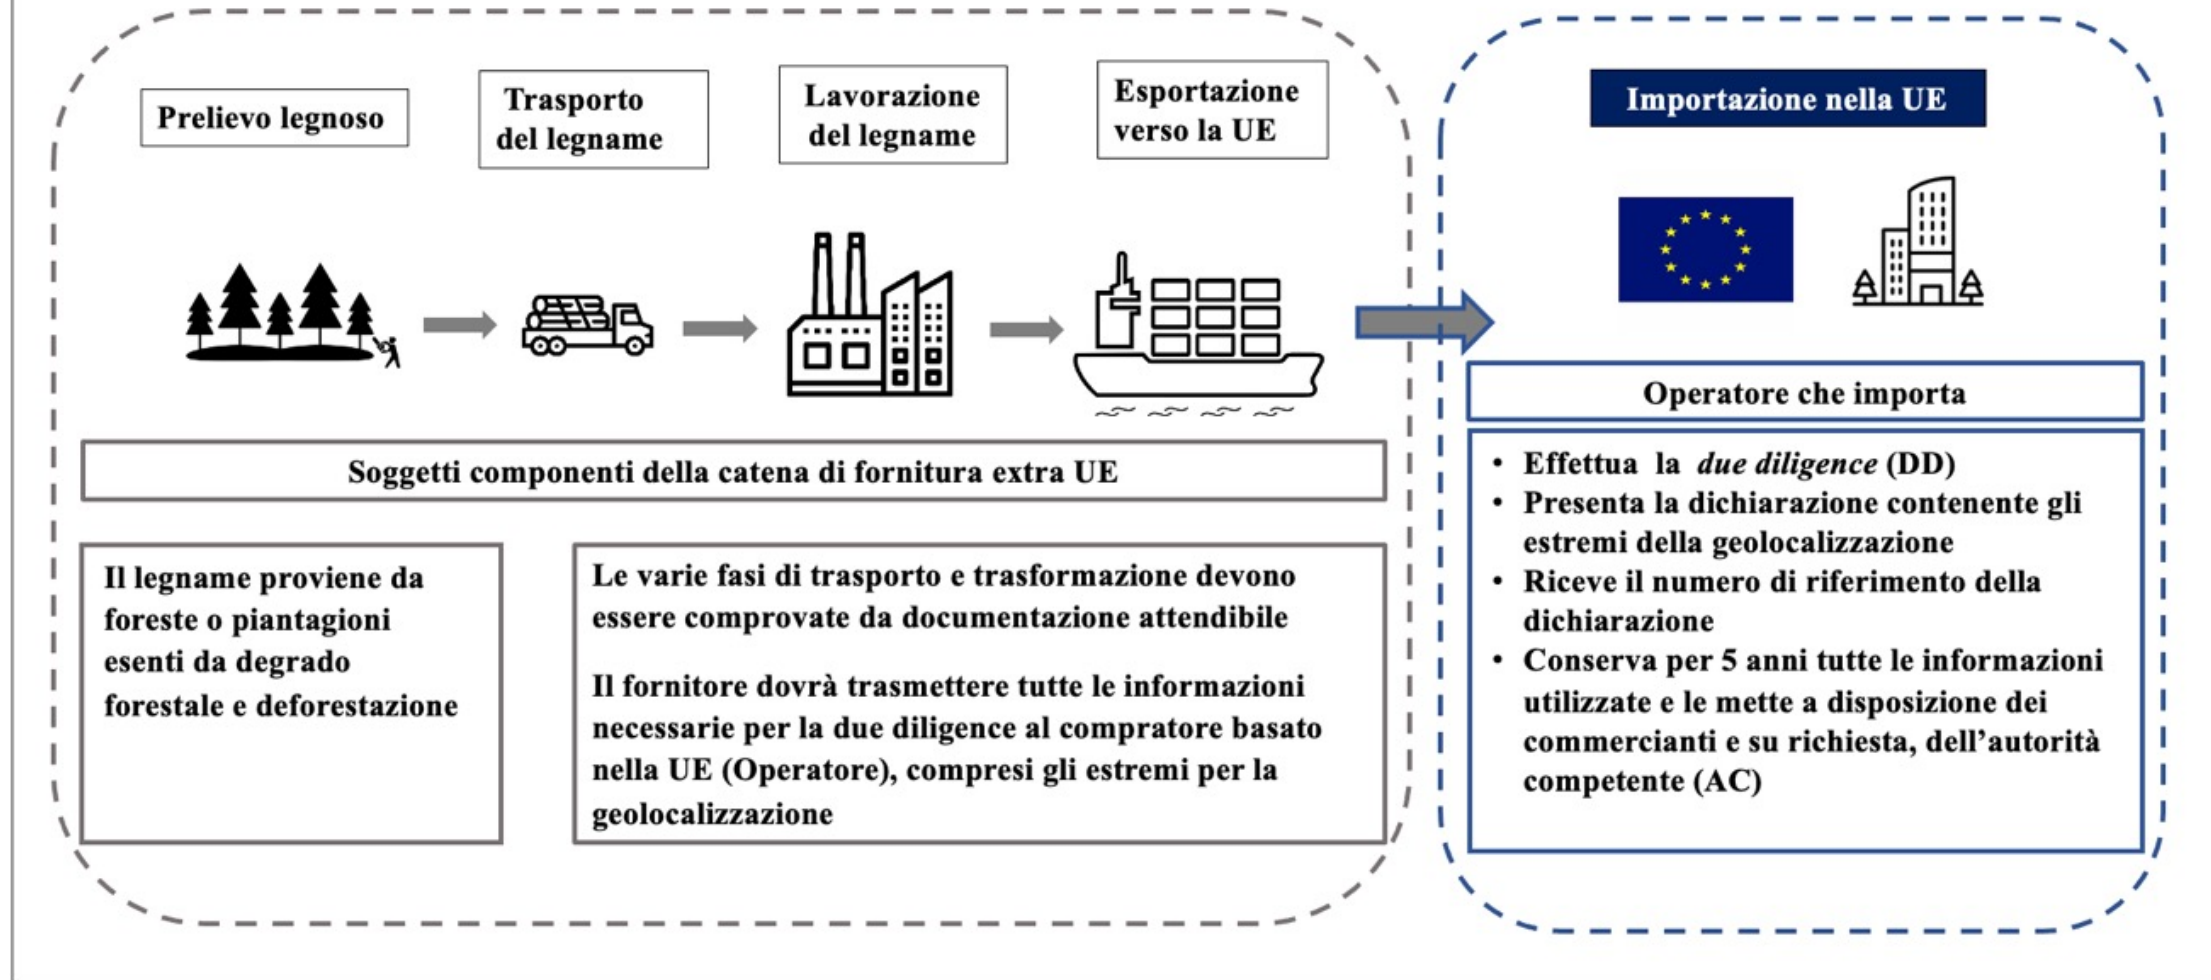 Prelievo legnoso
Trasporto
del legname
Lavorazione
del legname
Esportazione
verso la UE
Importazione nella UE
Soggetti componenti della catena di fornitura extra UE
Il legname proviene da
foreste o piantagioni
esenti da degrado
forestale e deforestazione
Le varie fasi di trasporto e trasformazione devono
essere comprovate da documentazione attendibile
Il fornitore dovrà trasmettere tutte le informazioni
necessarie per la due diligence al compratore basato
nella UE (Operatore), compresi gli estremi per la
geolocalizzazione
Operatore che importa
• Effettua la due diligence (DD)
• Presenta la dichiarazione contenente gli
estremi della geolocalizzazione
• Riceve il numero di riferimento della
dichiarazione
• Conserva per 5 anni tutte le informazioni
utilizzate e le mette a disposizione dei
commercianti e su richiesta, dell’autorità
competente (AC)